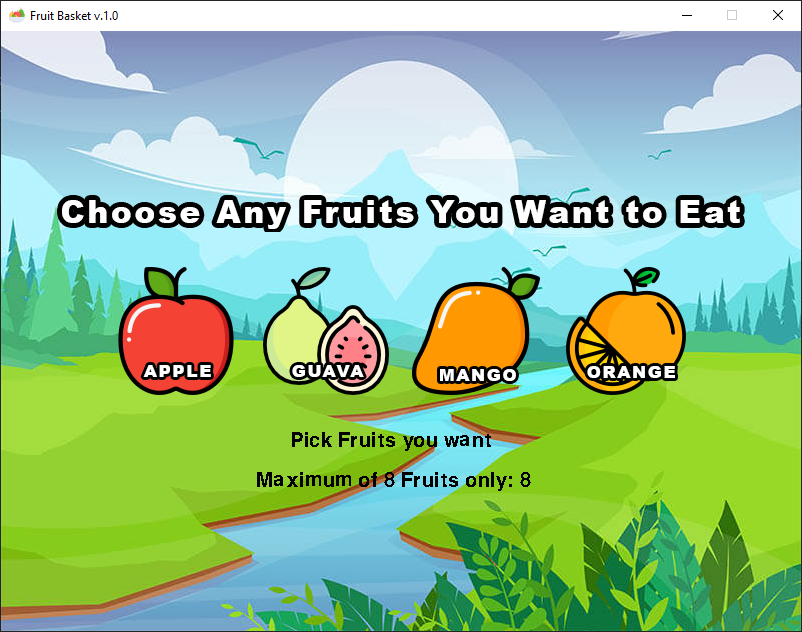 Fruit Basket v.1.0
Choose Any Fruits You Want to Eat
APPLE
GUAVA
MANGO
ORANGE
Pick Fruits you want
Maximum of 8 Fruits only: 8